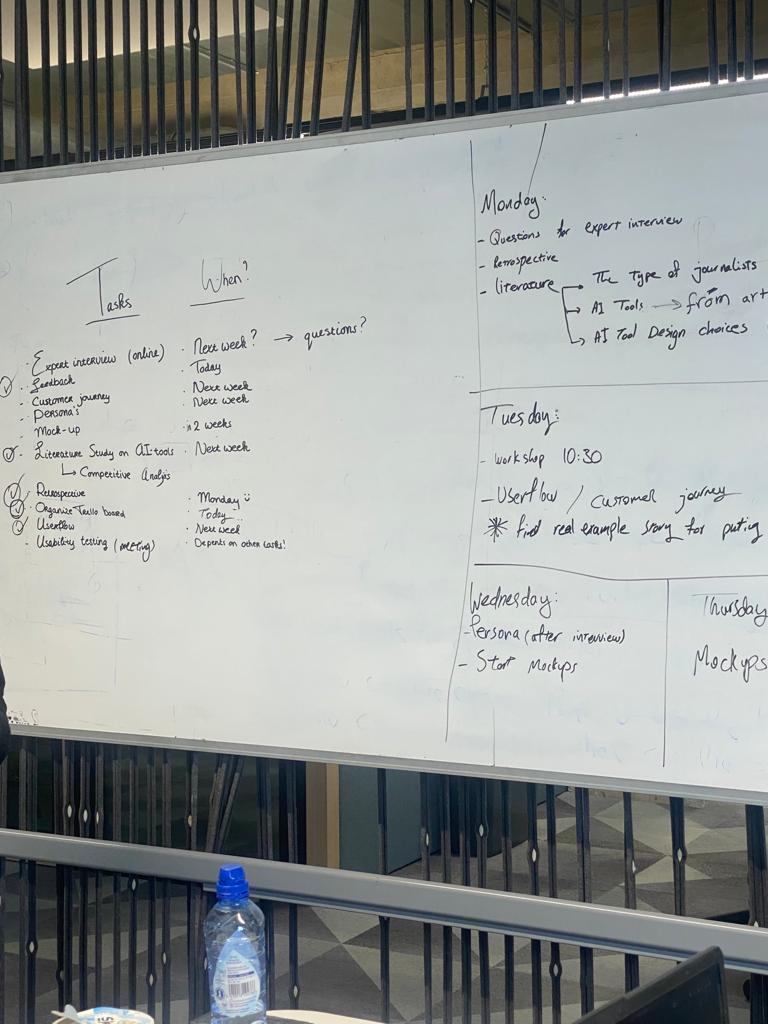 Tasks
When?
- Expert interview (online) · Next week? → questions?
- Feedback · Today
- Customer journey · Next week
- Persona's · Next week
- Mock-up · in 2 weeks
- Literature Study on AI-tools · Next week
↳ Competitive Analysis
- Retrospective · Monday
- Organize Trello board · Today
- Userflow · Next week
- Usability testing (meeting) · Depents on other tasks!
Monday:
- Questions for expert interview
- Retrospective
- literature → The Type of journalists
→ AI Tools → from art
→ AI Tool Design choices
Tuesday:
- workshop 10:30
- Userflow / customer journey
* find real example story for
Wednesday:
- Persona (after interview)
- Start Mockups
Thursday
Mockups